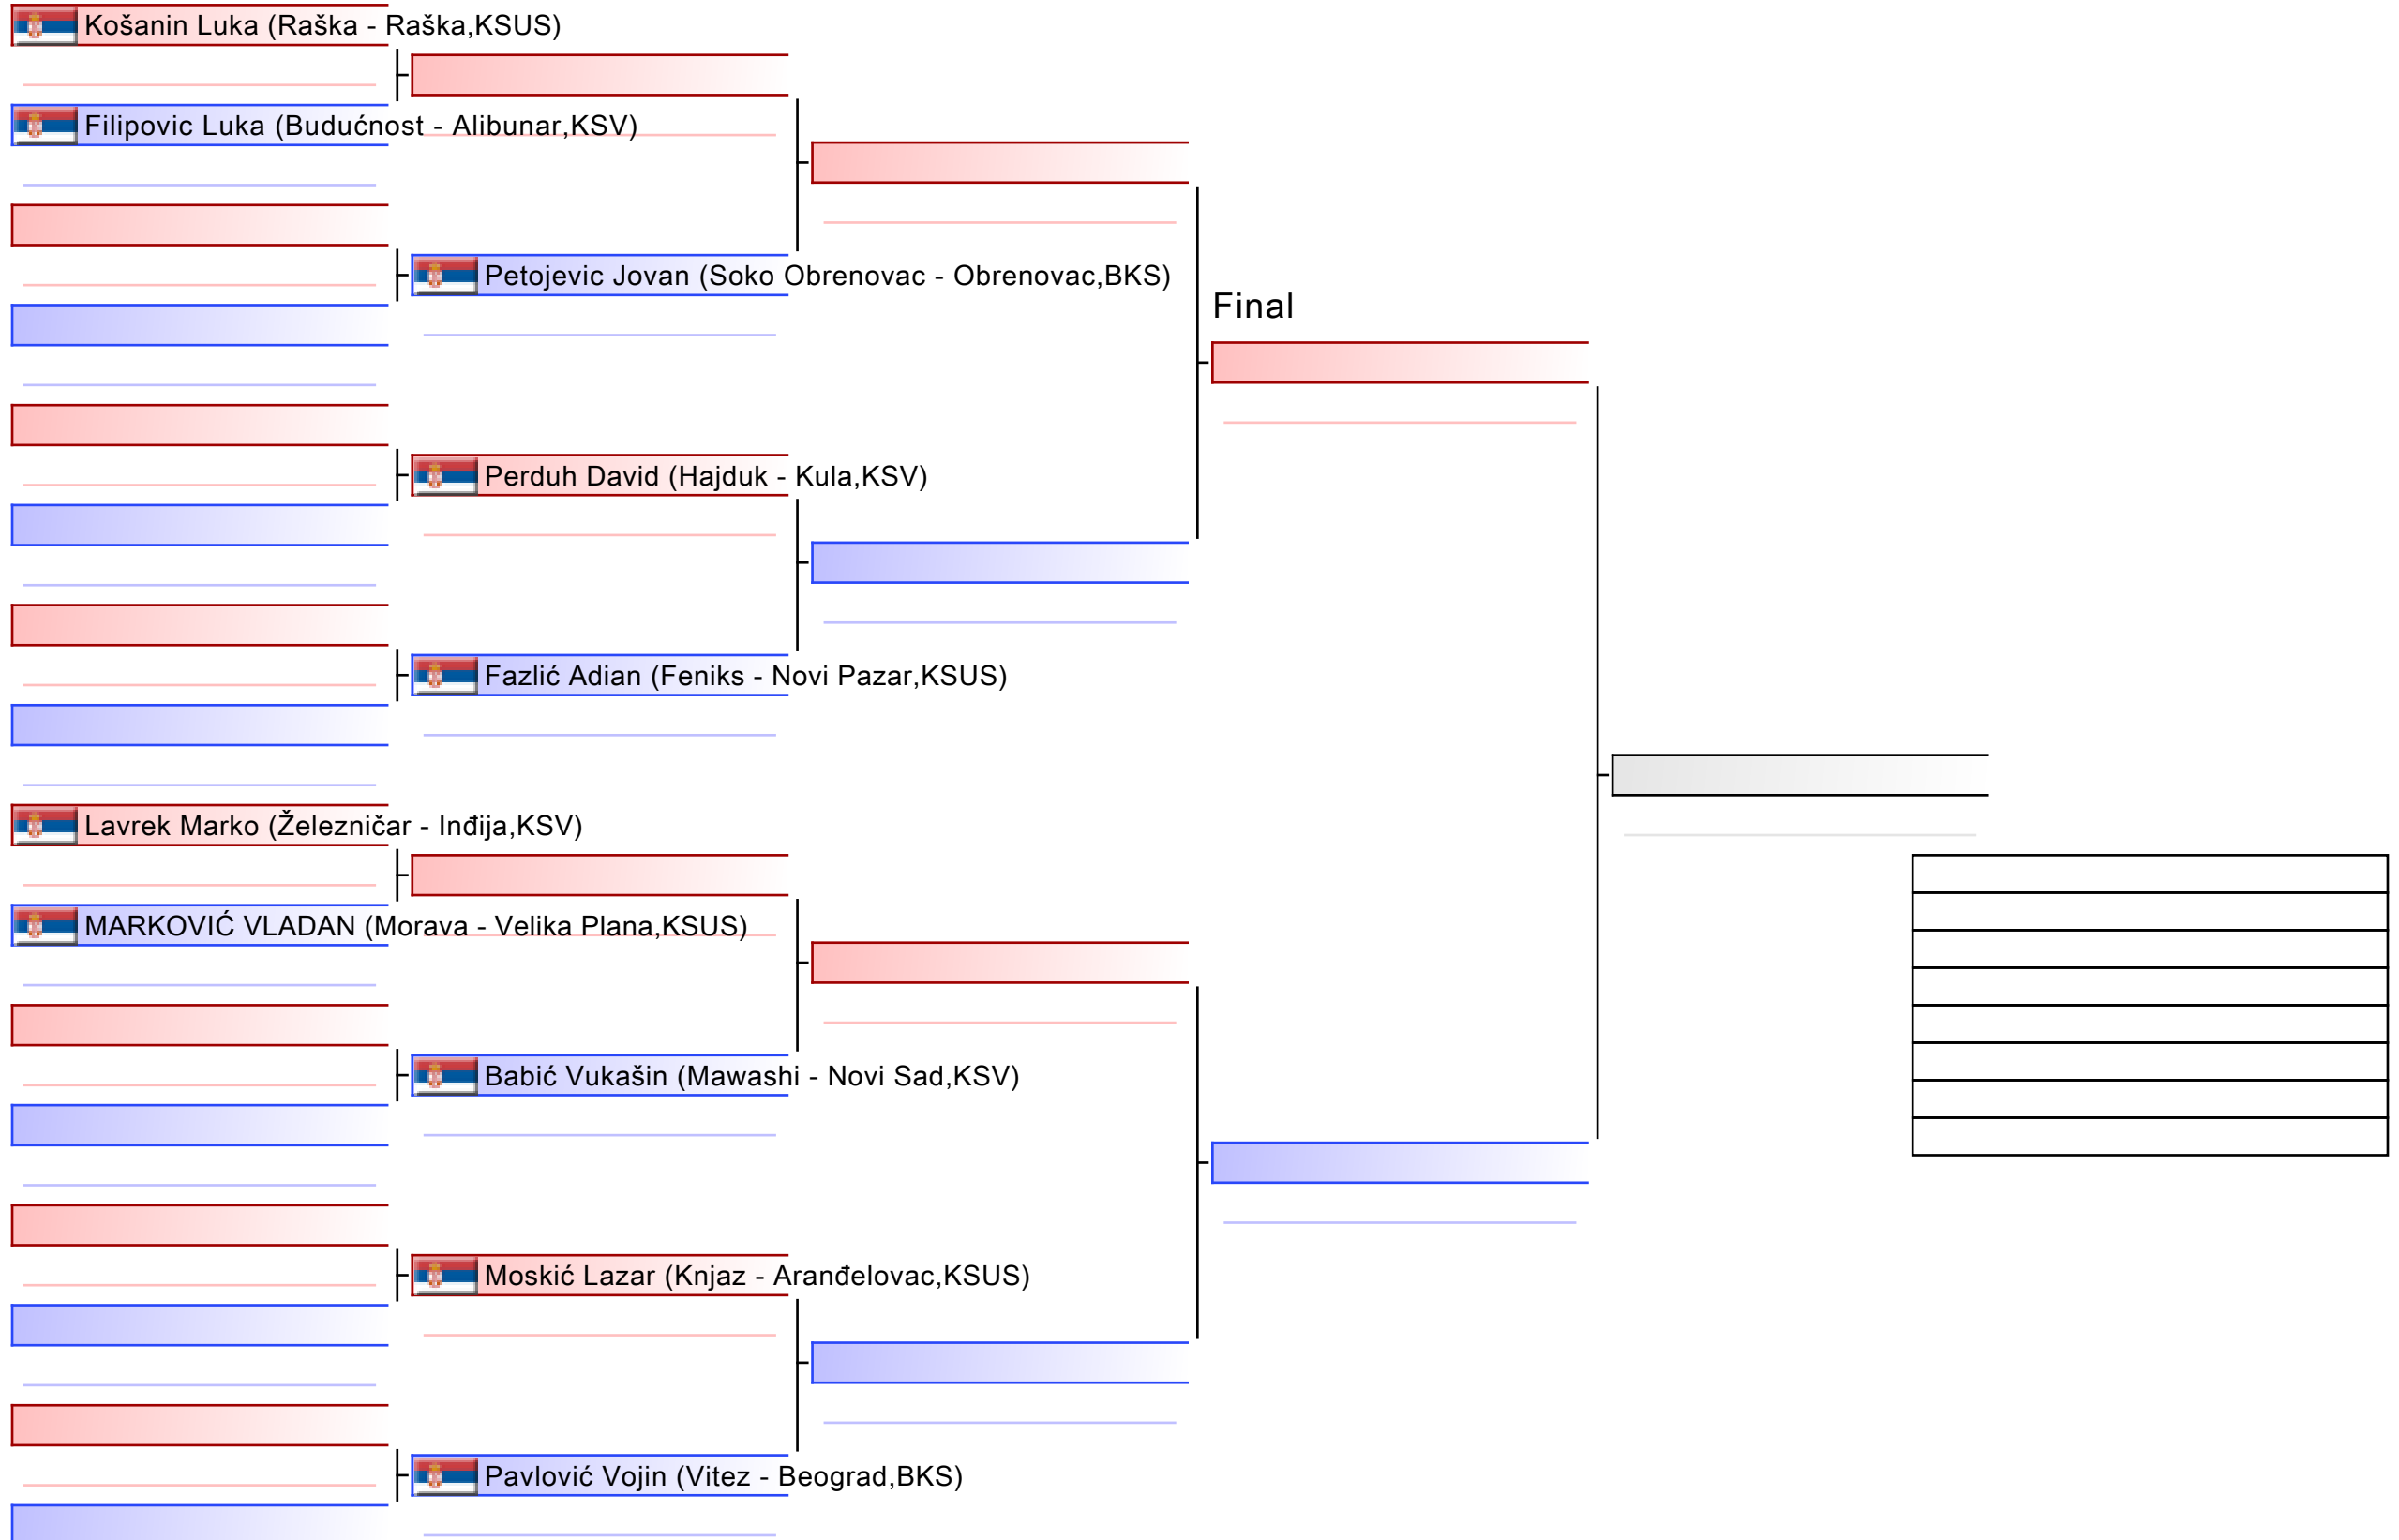 Košanin Luka (Raška - Raška,KSUS)
Filipovic Luka (Budućnost - Alibunar,KSV)
Petojevic Jovan (Soko Obrenovac - Obrenovac,BKS)
Final
Perduh David (Hajduk - Kula,KSV)
Fazlić Adian (Feniks - Novi Pazar,KSUS)
Lavrek Marko (Železničar - Inđija,KSV)
MARKOVIĆ VLADAN (Morava - Velika Plana,KSUS)
Babić Vukašin (Mawashi - Novi Sad,KSV)
Moskić Lazar (Knjaz - Aranđelovac,KSUS)
Pavlović Vojin (Vitez - Beograd,BKS)